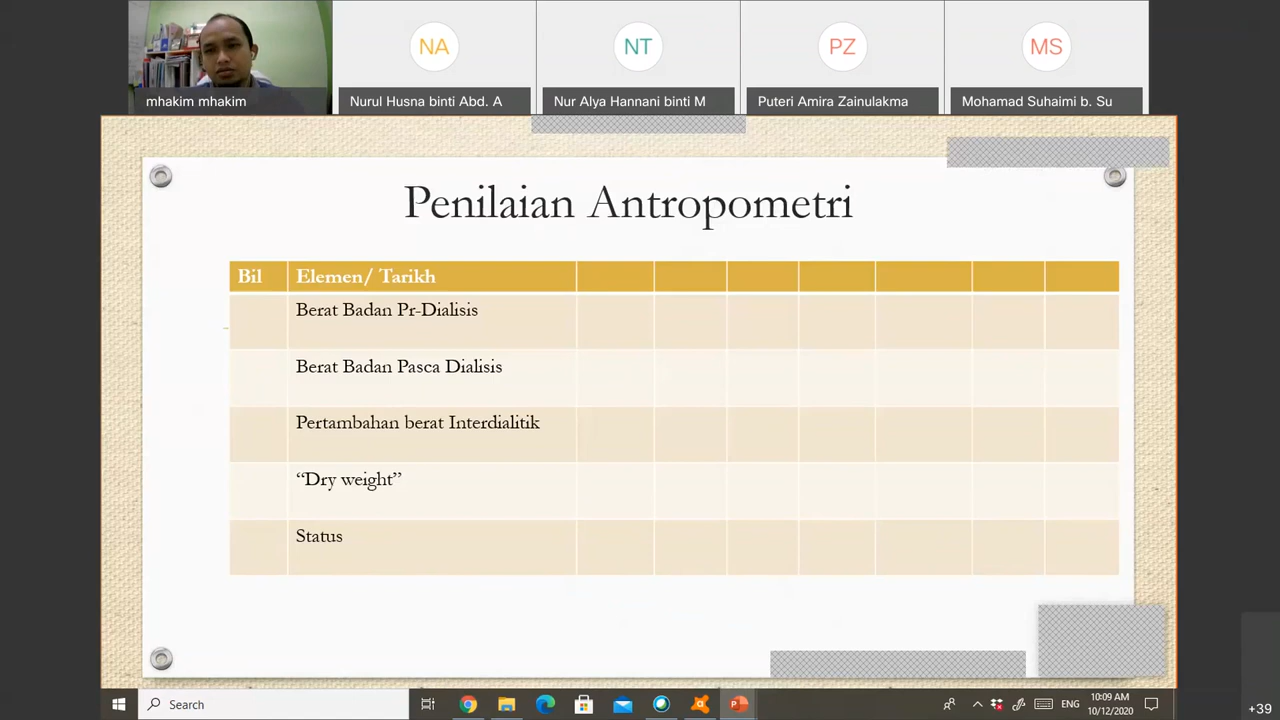 NA
NT
PZ
MS
mhakim mhakim
Nurul Husna binti Abd. A
Nur Alya Hannani binti M
Puteri Amira Zainulakma
Mohamad Suhaimi b. Su
Penilaian Antropometri
Bil Elemen/ Tarikh
Berat Badan Pr-Dialisis
Berat Badan Pasca Dialisis
Pertambahan berat Interdialitik
“Dry weight”
Status
Search
ENG
10:09 AM
10/12/2020
+39